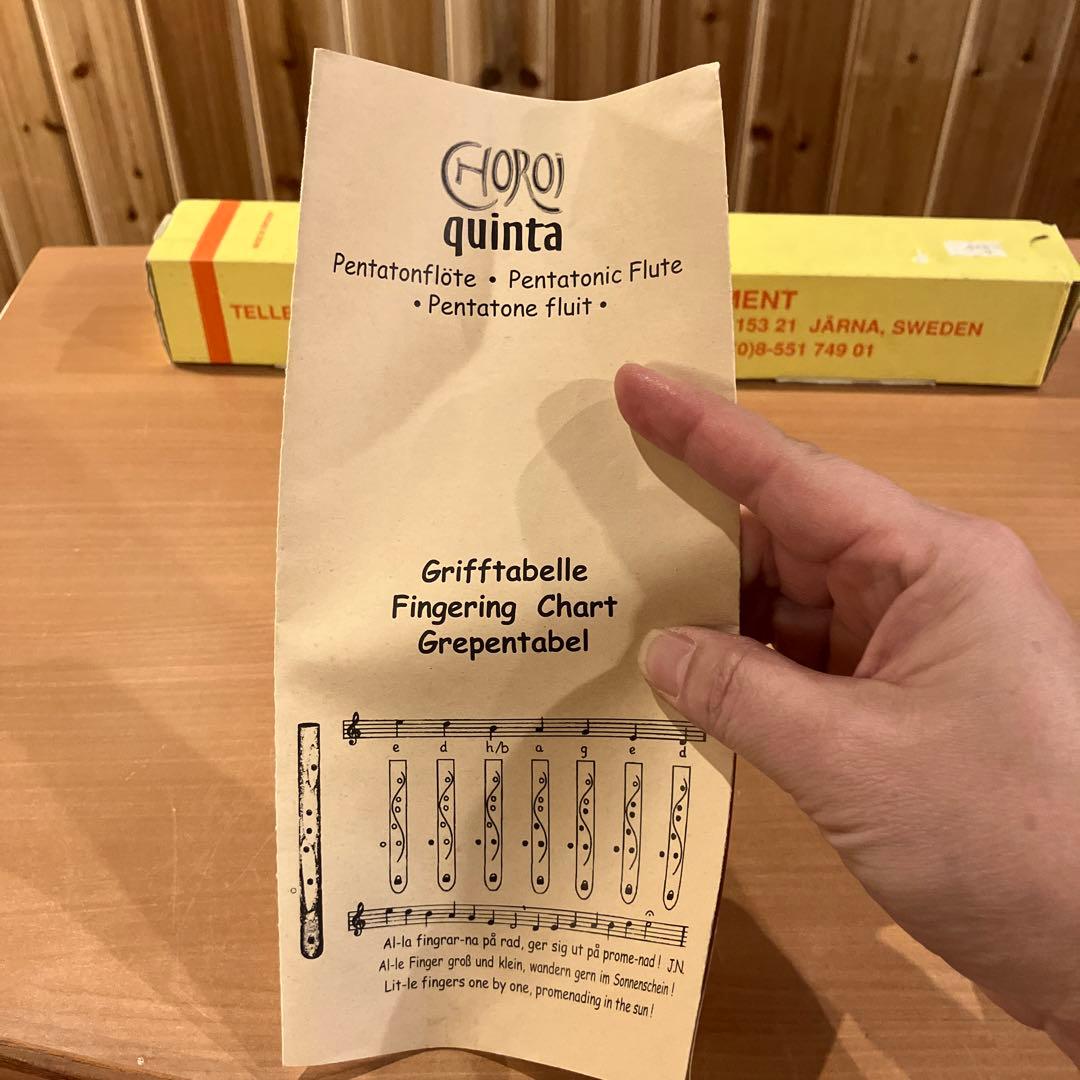 CHOROI
quinta
Pentatonflöte • Pentatonic Flute
• Pentatone fluit •
TELLE
MENT
153 21 JÄRNA, SWEDEN
0)8-551 749 01
Grifftabelle
Fingering Chart
Grepentabel
e d h/b a g e d
Al-la fingrar-na på rad, ger sig ut på prome-nad! J.N.
Al-le Finger groß und klein, wandern gern im Sonnenschein!
Lit-le fingers one by one, promenading in the sun!